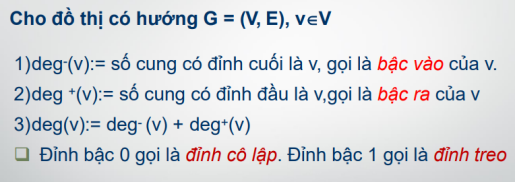 Cho đồ thị có hướng G = (V, E), v∈V
1)deg⁻(v):= số cung có đỉnh cuối là v, gọi là bậc vào của v.
2)deg ⁺(v):= số cung có đỉnh đầu là v,gọi là bậc ra của v
3)deg(v):= deg⁻ (v) + deg⁺(v)
❑ Đỉnh bậc 0 gọi là đỉnh cô lập. Đỉnh bậc 1 gọi là đỉnh treo